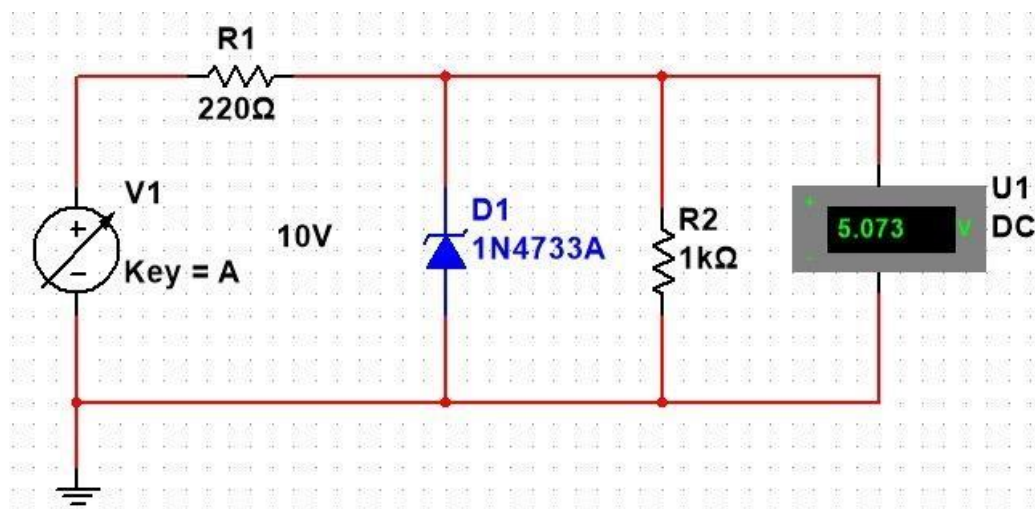 R1
220Ω
V1
Key = A
10V
D1
1N4733A
R2
1kΩ
+
5.073 V
-
U1
DC